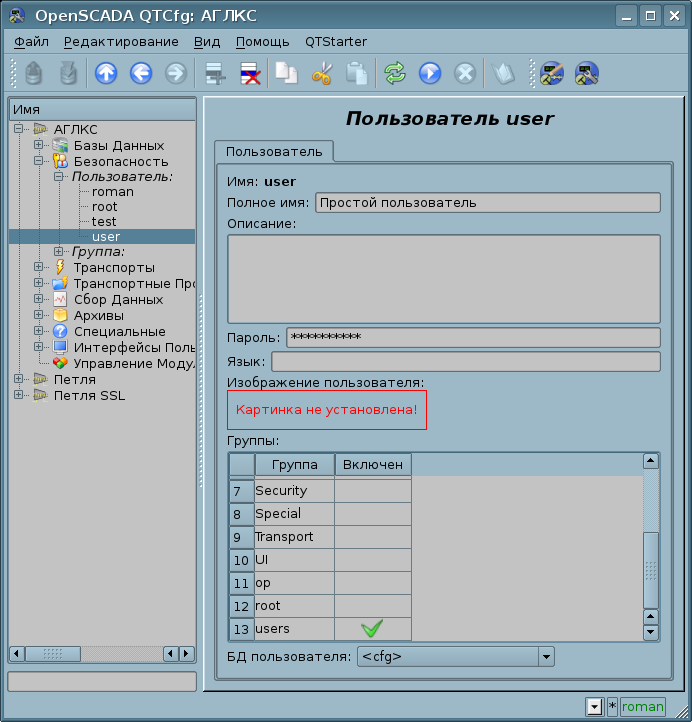 OpenSCADA QTCfg: АГЛКС
Файл Редактирование Вид Помощь QTStarter
Имя
АГЛКС
Базы Данных
Безопасность
Пользователь:
roman
root
test
user
Группа:
Транспорты
Транспортные Про
Сбор Данных
Архивы
Специальные
Интерфейсы Поль
Управление Модул
Петля
Петля SSL
Пользователь user
Пользователь
Имя: user
Полное имя: Простой пользователь
Описание:
Пароль: **********
Язык:
Изображение пользователя:
Картинка не установлена!
Группы:
Группа Включен
7 Security
8 Special
9 Transport
10 UI
11 op
12 root
13 users
БД пользователя: <cfg>
* roman